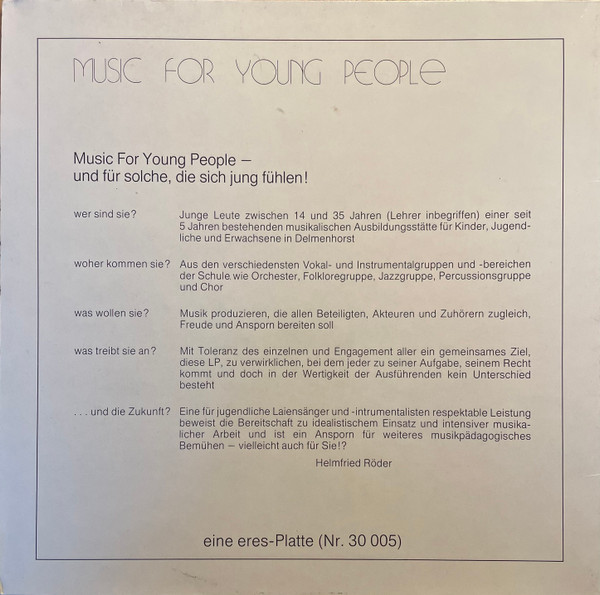 MUSIC FOR YOUNG PEOPLE
Music For Young People –
und für solche, die sich jung fühlen!
wer sind sie? Junge Leute zwischen 14 und 35 Jahren (Lehrer inbegriffen) einer seit
5 Jahren bestehenden musikalischen Ausbildungsstätte für Kinder, Jugend-
liche und Erwachsene in Delmenhorst
woher kommen sie? Aus den verschiedensten Vokal- und Instrumentalgruppen und -bereichen
der Schule wie Orchester, Folkloregruppe, Jazzgruppe, Percussionsgruppe
und Chor
was wollen sie? Musik produzieren, die allen Beteiligten, Akteuren und Zuhörern zugleich,
Freude und Ansporn bereiten soll
was treibt sie an? Mit Toleranz des einzelnen und Engagement aller ein gemeinsames Ziel,
diese LP, zu verwirklichen, bei dem jeder zu seiner Aufgabe, seinem Recht
kommt und doch in der Wertigkeit der Ausführenden kein Unterschied
besteht
. . . und die Zukunft? Eine für jugendliche Laiensänger und -intrumentalisten respektable Leistung
beweist die Bereitschaft zu idealistischem Einsatz und intensiver musika-
licher Arbeit und ist ein Ansporn für weiteres musikpädagogisches
Bemühen – vielleicht auch für Sie!?
Helmfried Röder
eine eres-Platte (Nr. 30 005)